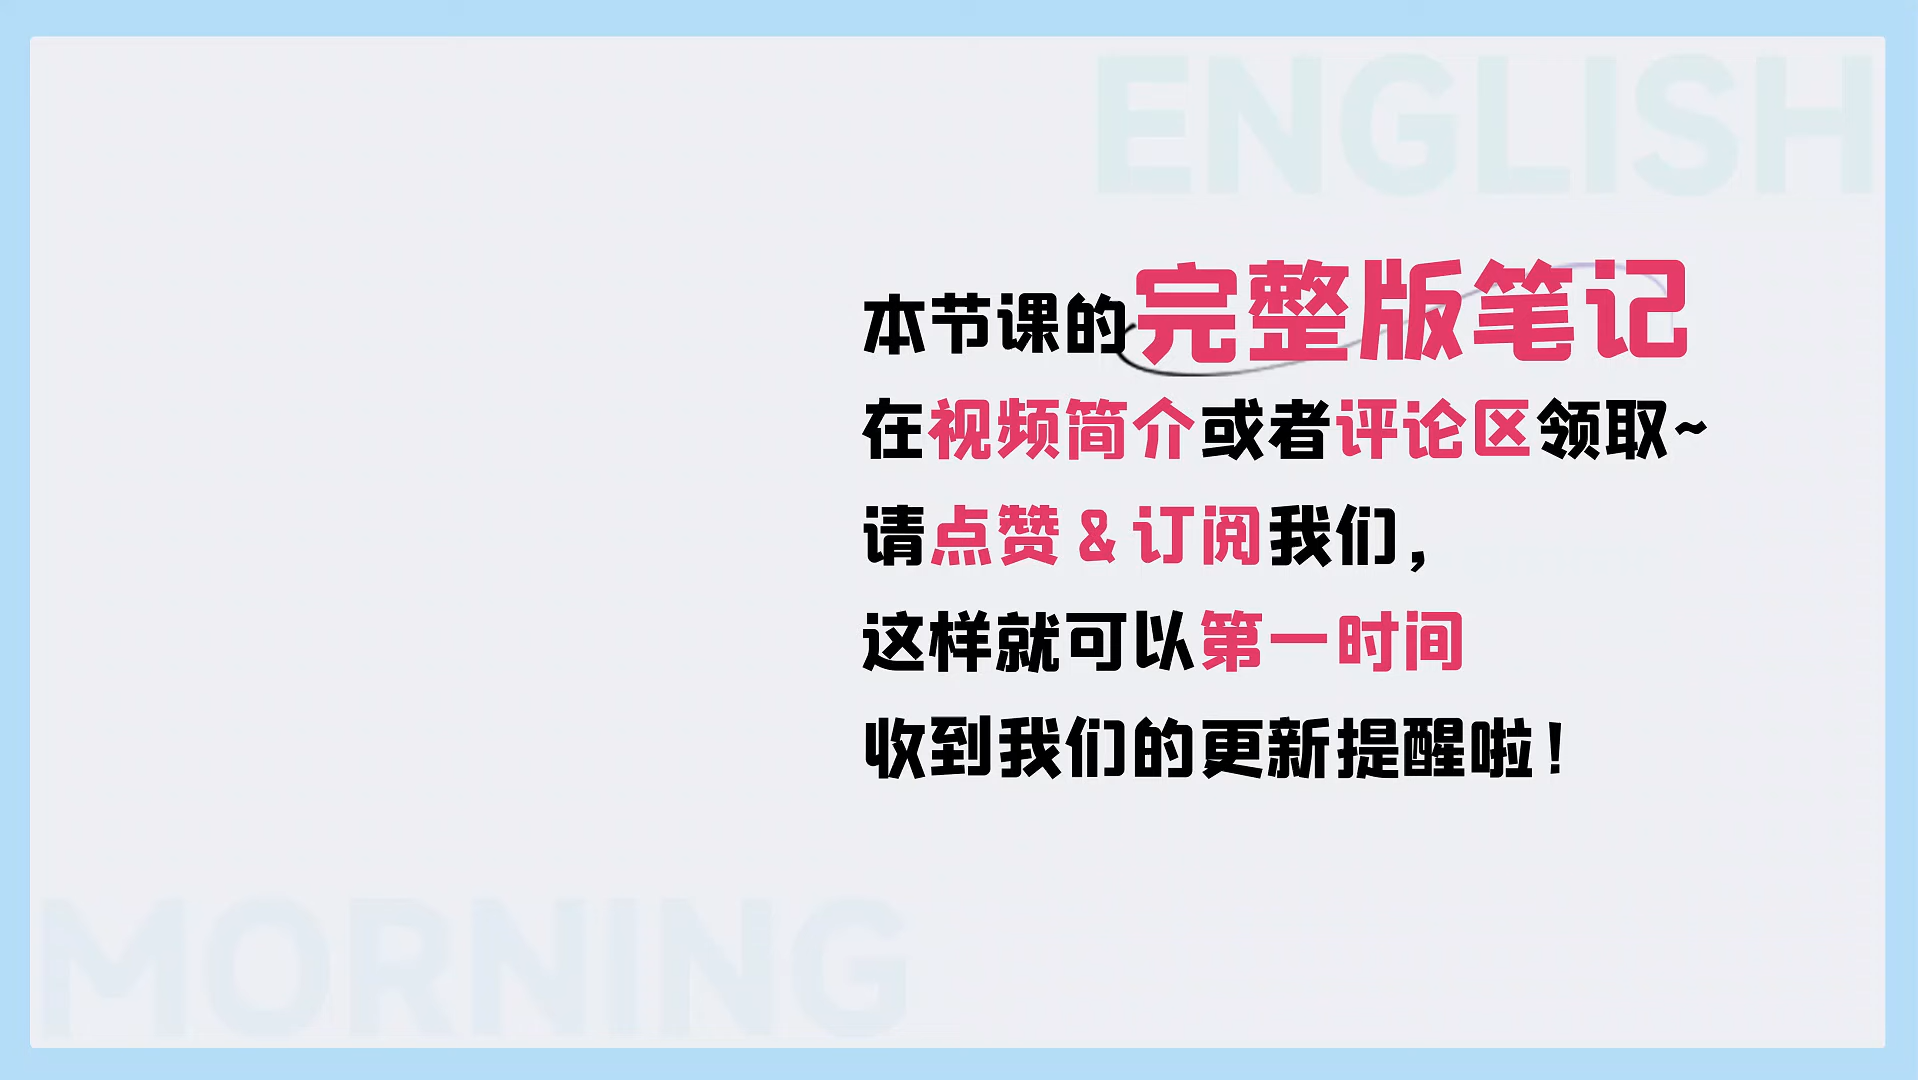 ENGLISH
本节课的完整版笔记
在视频简介或者评论区领取~
请点赞&订阅我们，
这样就可以第一时间
收到我们的更新提醒啦！
MORNING